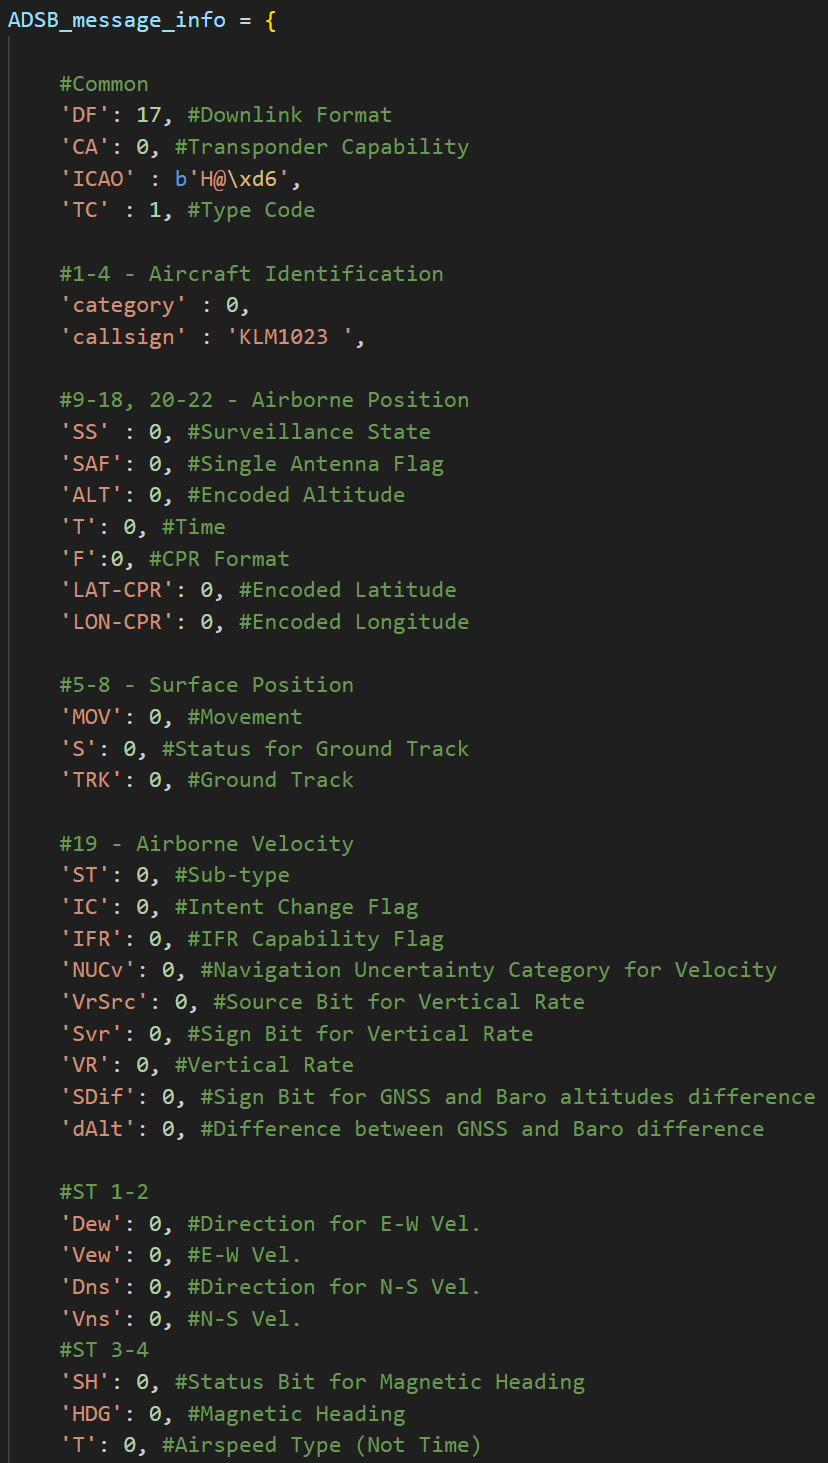 ADSB_message_info = {
#Common
'DF': 17, #Downlink Format
'CA': 0, #Transponder Capability
'ICAO' : b'H@\xd6',
'TC' : 1, #Type Code
#1-4 - Aircraft Identification
'category' : 0,
'callsign' : 'KLM1023 ',
#9-18, 20-22 - Airborne Position
'SS' : 0, #Surveillance State
'SAF': 0, #Single Antenna Flag
'ALT': 0, #Encoded Altitude
'T': 0, #Time
'F':0, #CPR Format
'LAT-CPR': 0, #Encoded Latitude
'LON-CPR': 0, #Encoded Longitude
#5-8 - Surface Position
'MOV': 0, #Movement
'S': 0, #Status for Ground Track
'TRK': 0, #Ground Track
#19 - Airborne Velocity
'ST': 0, #Sub-type
'IC': 0, #Intent Change Flag
'IFR': 0, #IFR Capability Flag
'NUCv': 0, #Navigation Uncertainty Category for Velocity
'VrSrc': 0, #Source Bit for Vertical Rate
'Svr': 0, #Sign Bit for Vertical Rate
'VR': 0, #Vertical Rate
'SDif': 0, #Sign Bit for GNSS and Baro altitudes difference
'dAlt': 0, #Difference between GNSS and Baro difference
#ST 1-2
'Dew': 0, #Direction for E-W Vel.
'Vew': 0, #E-W Vel.
'Dns': 0, #Direction for N-S Vel.
'Vns': 0, #N-S Vel.
#ST 3-4
'SH': 0, #Status Bit for Magnetic Heading
'HDG': 0, #Magnetic Heading
'T': 0, #Airspeed Type (Not Time)